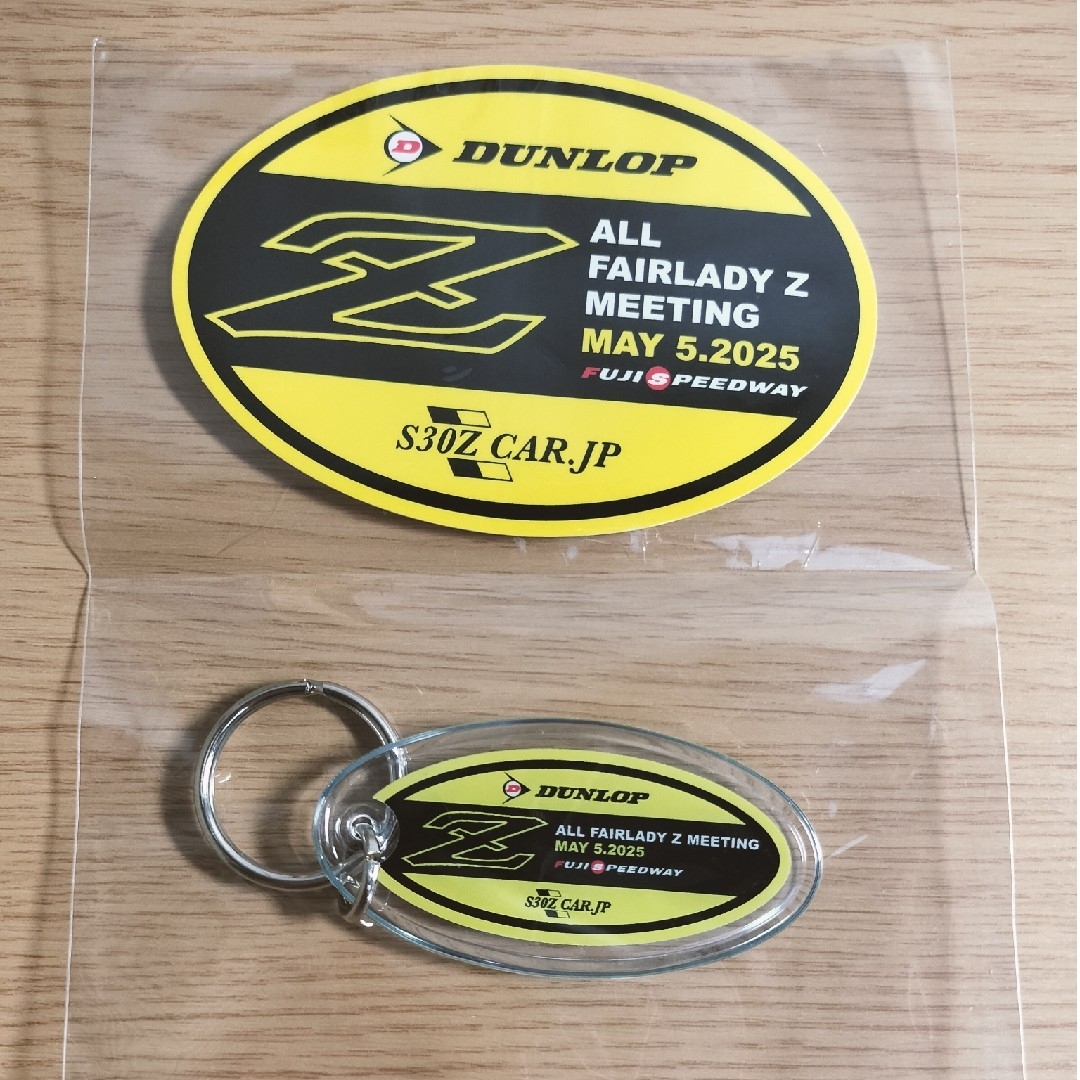 D DUNLOP
Z
ALL
FAIRLADY Z
MEETING
MAY 5.2025
FUJI SPEEDWAY
S30Z CAR.JP
D DUNLOP
Z
ALL FAIRLADY Z MEETING
MAY 5.2025
FUJI SPEEDWAY
S30Z CAR.JP